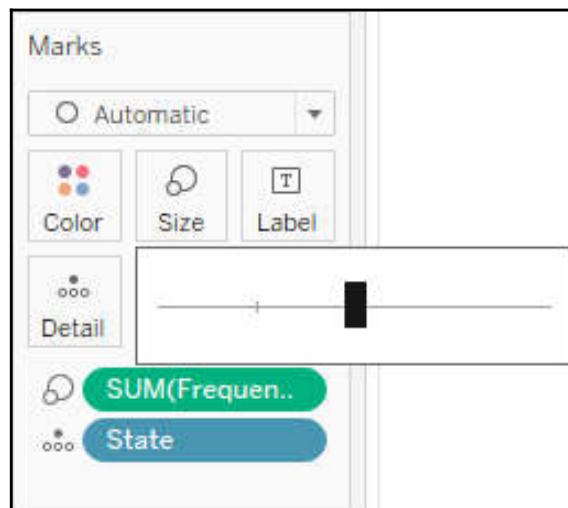 Marks
Automatic
Color Size Label
Detail
SUM(Frequen..
State